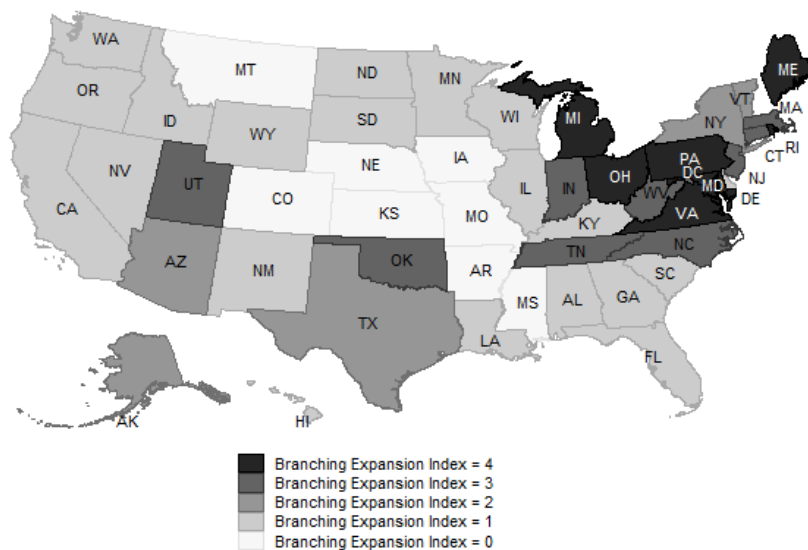 WA
ME
MT
ND
MN
OR
VT
MA
ID
WI
MI
NY
SD
WY
RI
CT
PA
NE
IA
NJ
NV
OH
DC
UT
IN
MD
IL
CO
WV
DE
CA
KS
MO
VA
KY
NC
TN
OK
AZ
NM
AR
SC
MS
AL
GA
TX
LA
FL
AK
HI
Branching Expansion Index = 4
Branching Expansion Index = 3
Branching Expansion Index = 2
Branching Expansion Index = 1
Branching Expansion Index = 0